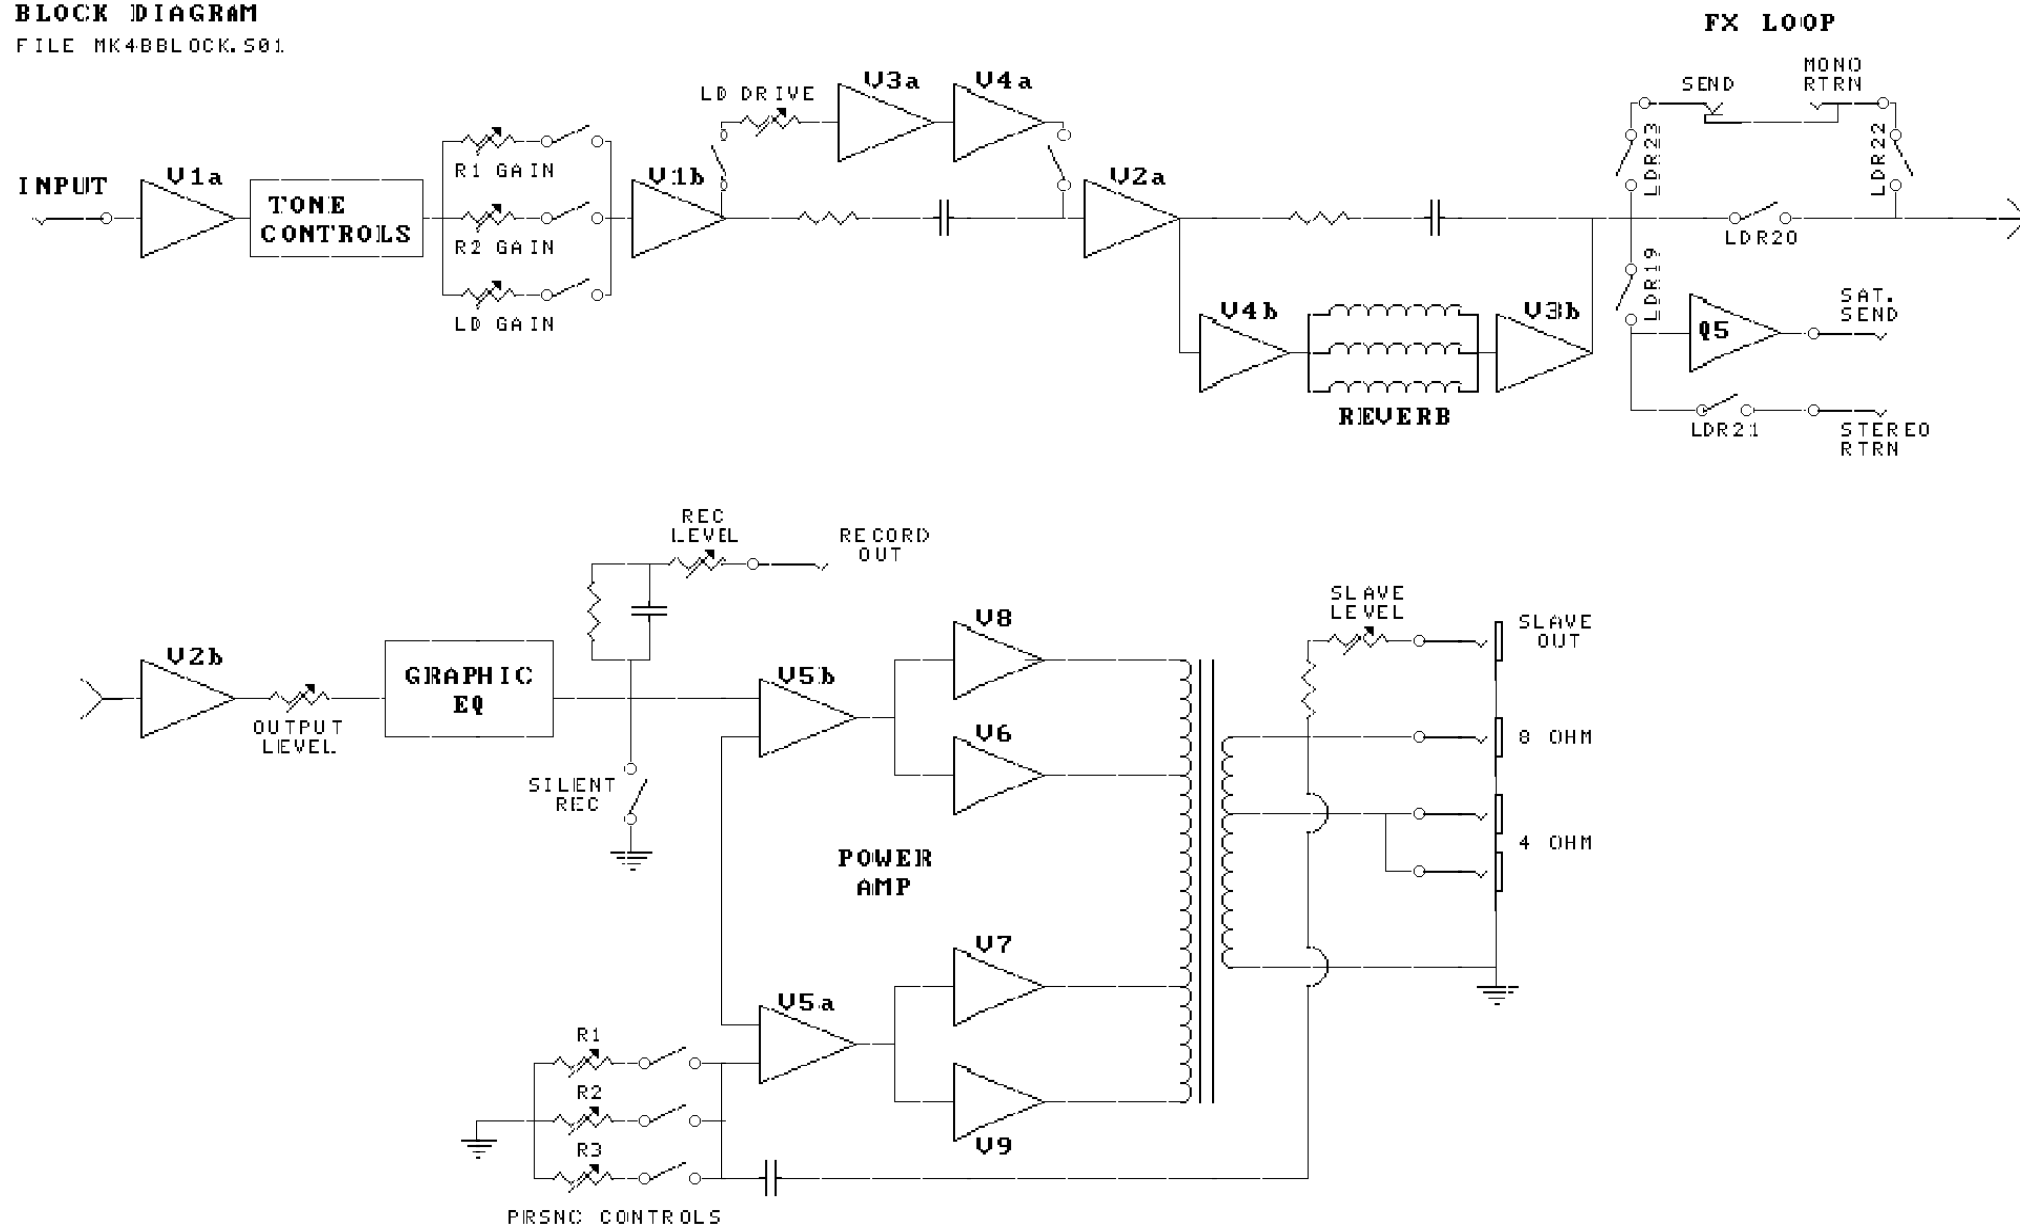 BLOCK DIAGRAM
FILE MK4BBLOCK.S01
FX LOOP
V3a
V4a
LD DRIVE
SEND
MONO
RTRN
LDR23
LDR22
R1 GAIN
INPUT
V1a
V1b
V2a
TONE
CONTROLS
R2 GAIN
LDR20
LDR19
LD GAIN
V4b
V3b
Q5
SAT.
SEND
REVERB
LDR21
STEREO
RTRN
REC
LEVEL
RECORD
OUT
SLAVE
LEVEL
SLAVE
OUT
V8
V2b
GRAPHIC
EQ
V5b
OUTPUT
LEVEL
V6
8 OHM
SILENT
REC
POWER
AMP
4 OHM
V7
V5a
R1
R2
R3
V9
PRSNC CONTROLS